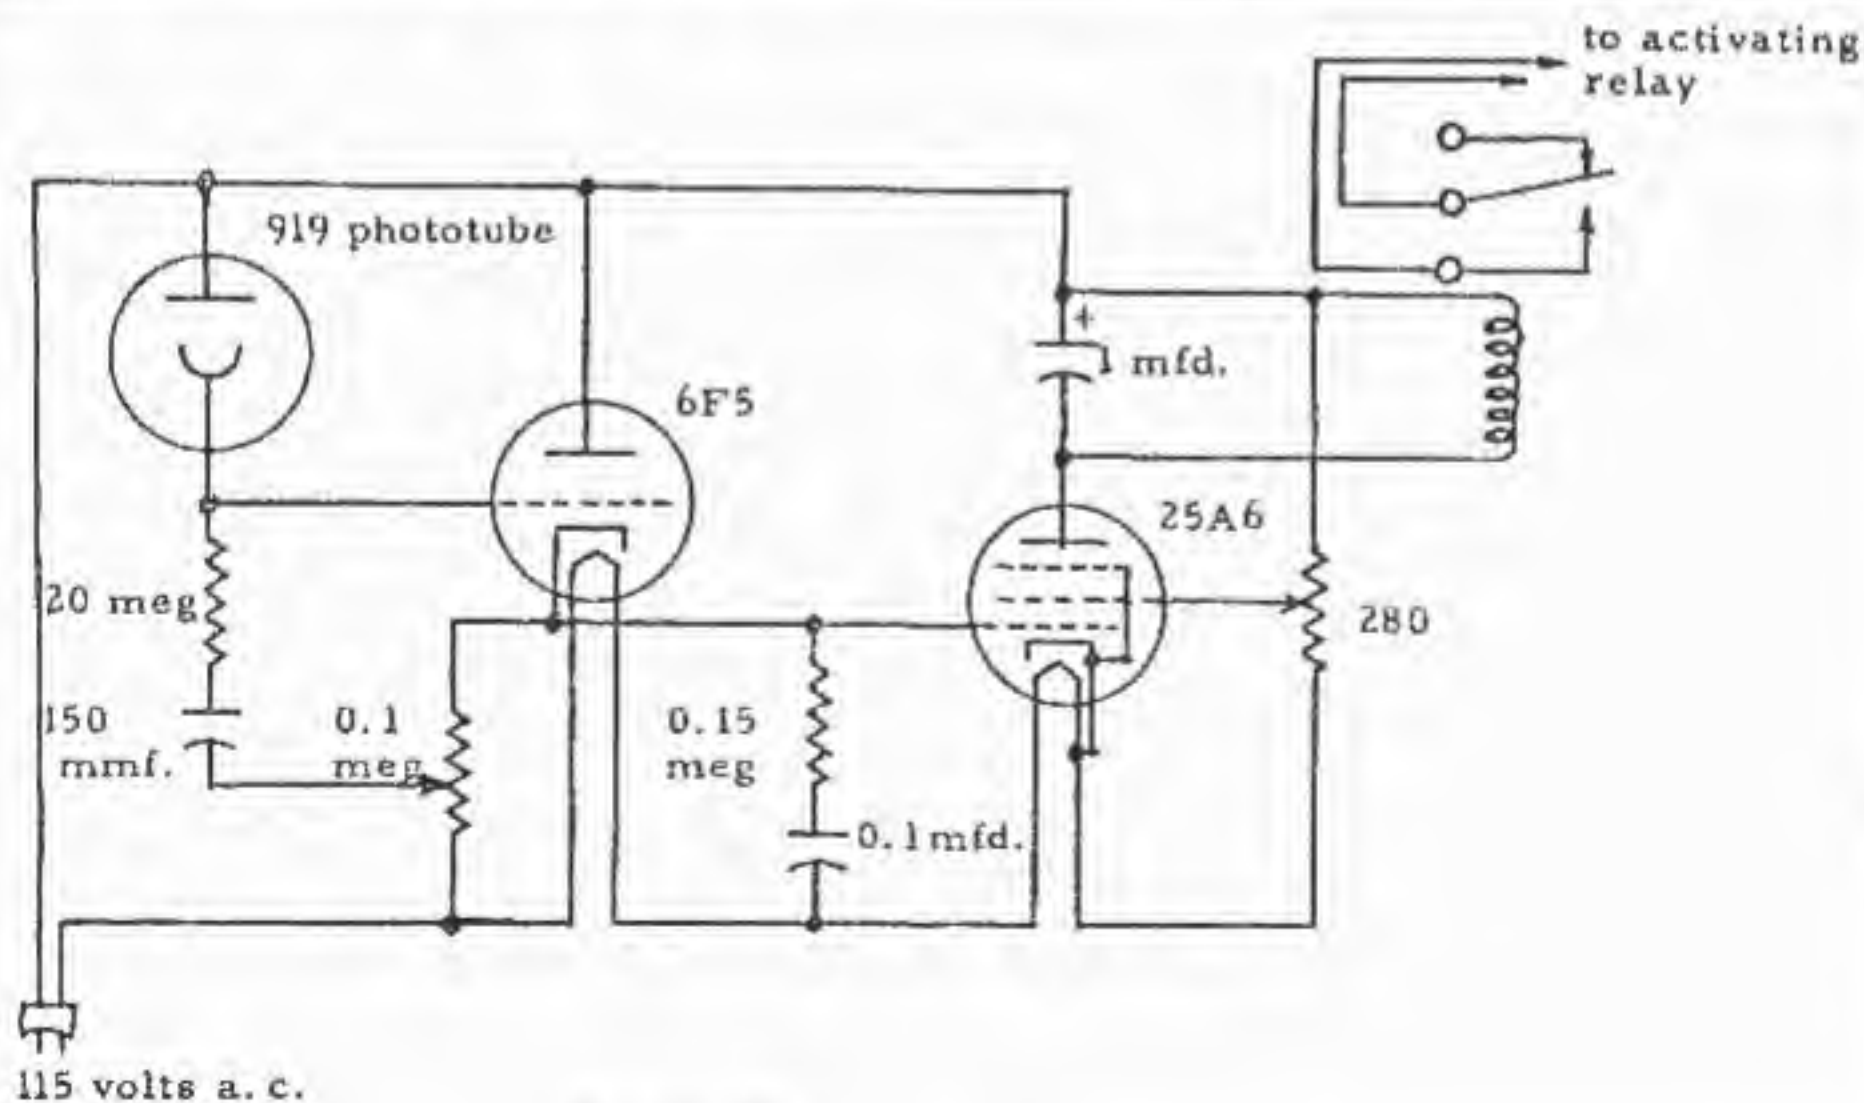 to activating
relay
919 phototube
6F5
+
1 mfd.
25A6
20 meg
280
150
mmf.
0.1
meg
0.15
meg
0.1 mfd.
115 volts a. c.